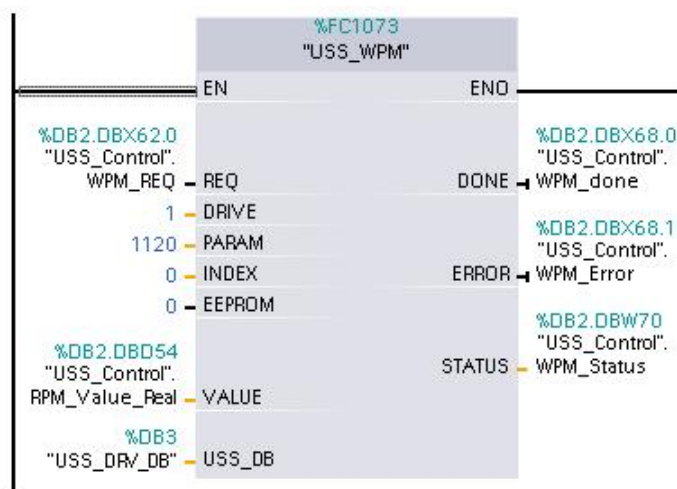 %FC1073
"USS_WPM"
EN ENO
%DB2.DBX62.0
"USS_Control".
WPM_REQ REQ
%DB2.DBX68.0
"USS_Control".
DONE WPM_done
1 DRIVE
1120 PARAM
0 INDEX
0 EEPROM
%DB2.DBX68.1
"USS_Control".
ERROR WPM_Error
%DB2.DBW70
"USS_Control".
STATUS WPM_Status
%DB2.DBD54
"USS_Control".
RPM_Value_Real VALUE
%DB3
"USS_DRV_DB" USS_DB